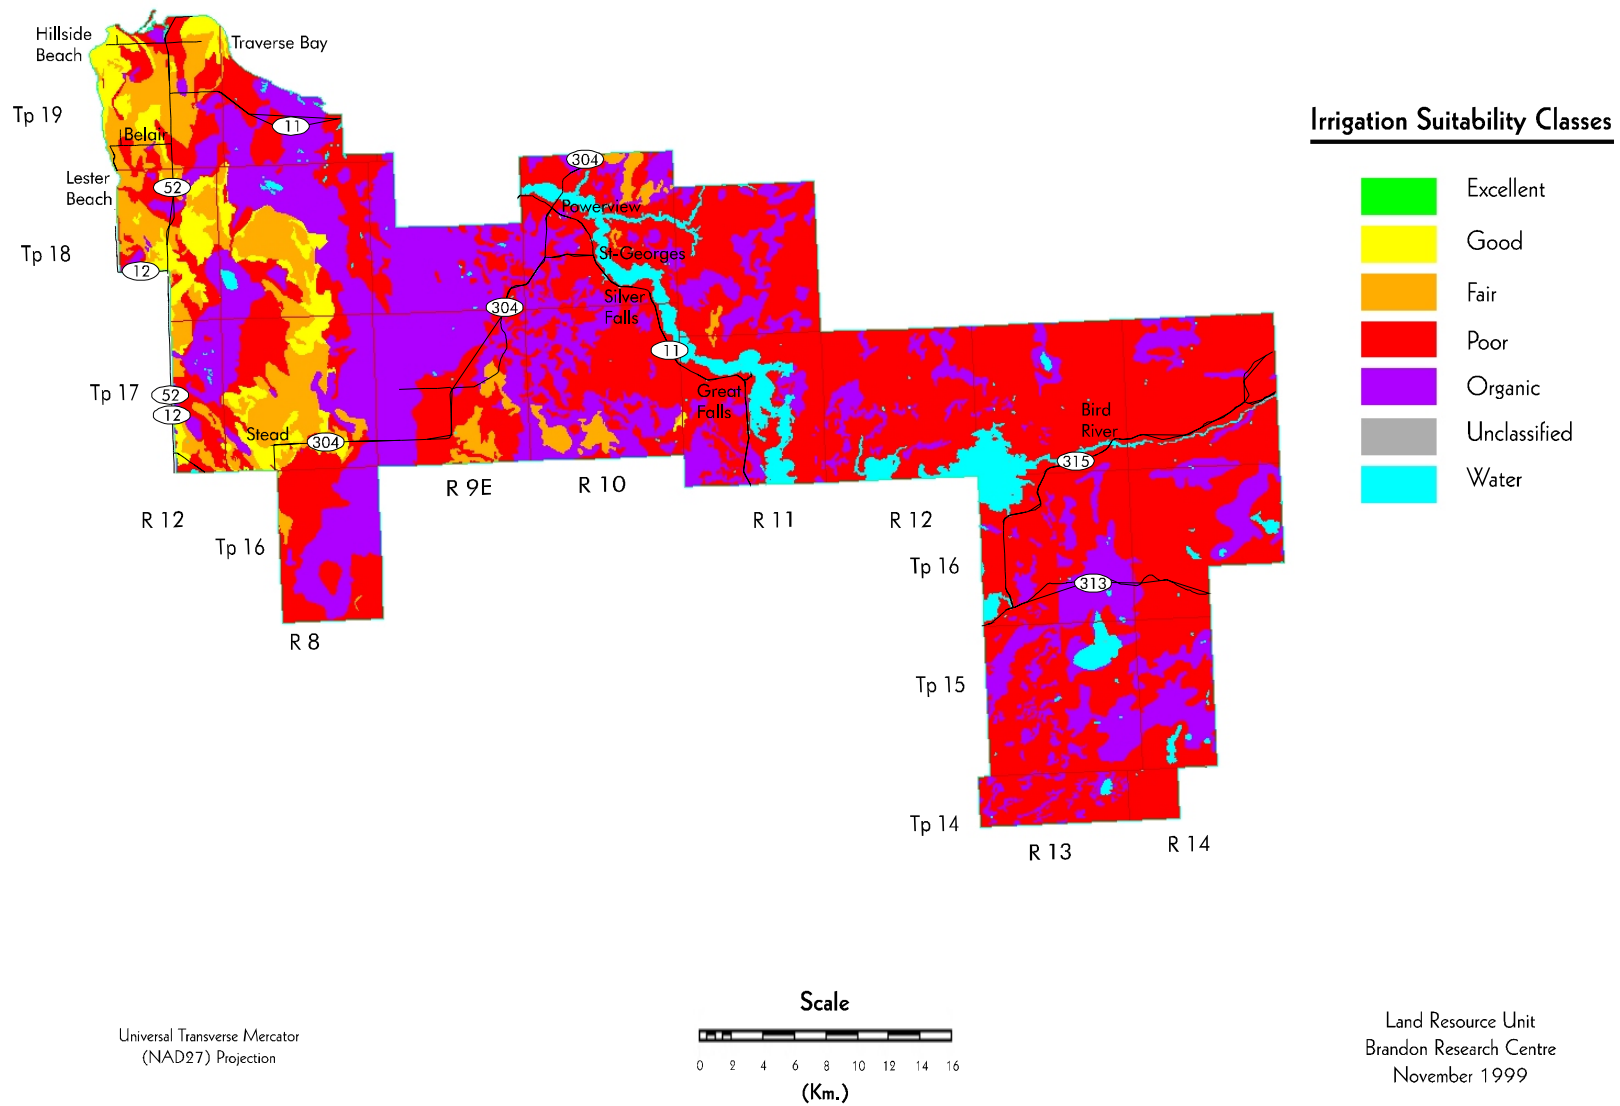 Hillside
Beach
Traverse Bay
Tp 19
11
Belair
Lester
Beach
52
304
Powerview
Tp 18
12
St-Georges
Silver
Falls
304
11
Tp 17
52
12
Great
Falls
Stead
304
Bird
River
315
R 9E
R 10
R 12
R 11
R 12
Tp 16
Tp 16
313
R 8
Tp 15
Tp 14
R 13
R 14
Irrigation Suitability Classes
Excellent
Good
Fair
Poor
Organic
Unclassified
Water
Universal Transverse Mercator
(NAD27) Projection
Scale
0 2 4 6 8 10 12 14 16
(Km.)
Land Resource Unit
Brandon Research Centre
November 1999